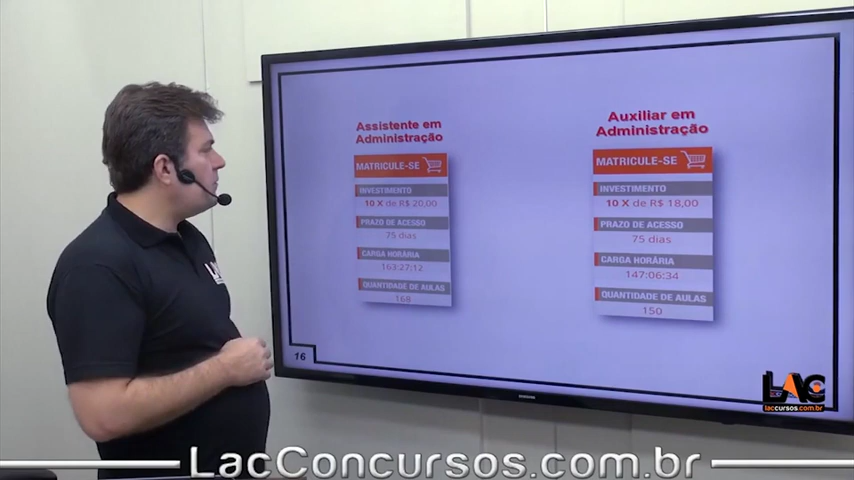 Assistente em
Administração
MATRICULE-SE
INVESTIMENTO
10 X de R$ 20,00
PRAZO DE ACESSO
75 dias
CARGA HORÁRIA
163:27:12
QUANTIDADE DE AULAS
168
Auxiliar em
Administração
MATRICULE-SE
INVESTIMENTO
10 X de R$ 18,00
PRAZO DE ACESSO
75 dias
CARGA HORÁRIA
147:06:34
QUANTIDADE DE AULAS
150
16
LAC
laccursos.com.br
SAMSUNG
LacConcursos.com.br